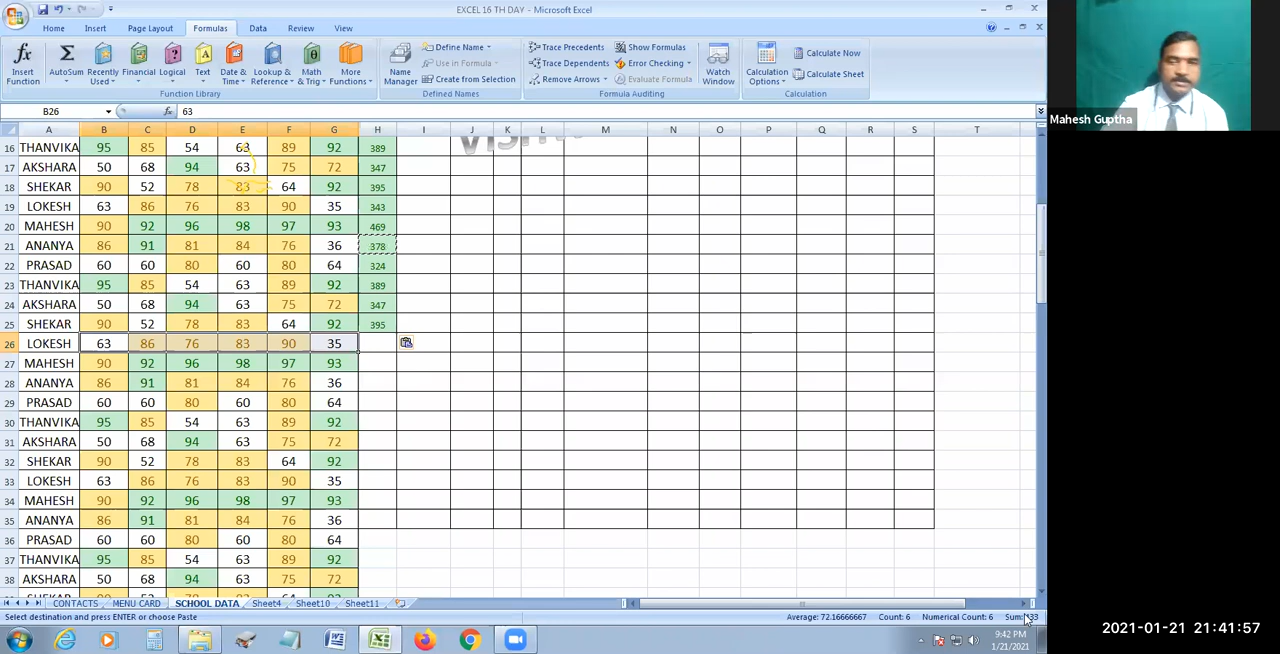 EXCEL 16 TH DAY - Microsoft Excel
Home Insert Page Layout Formulas Data Review View
Insert Function AutoSum Recently Used Financial Logical Text Date & Time Lookup & Reference Math & Trig More Functions Name Manager Define Name Use in Formula Create from Selection Trace Precedents Trace Dependents Remove Arrows Show Formulas Error Checking Evaluate Formula Watch Window Calculation Options Calculate Now Calculate Sheet
Function Library Defined Names Formula Auditing Calculation
B26 fx 63
A B C D E F G H I J K L M N O P Q R S T
16 THANVIKA 95 85 54 63 89 92 389
17 AKSHARA 50 68 94 63 75 72 347
18 SHEKAR 90 52 78 83 64 92 395
19 LOKESH 63 86 76 83 90 35 343
20 MAHESH 90 92 96 98 97 93 469
21 ANANYA 86 91 81 84 76 36 378
22 PRASAD 60 60 80 60 80 64 324
23 THANVIKA 95 85 54 63 89 92 389
24 AKSHARA 50 68 94 63 75 72 347
25 SHEKAR 90 52 78 83 64 92 395
26 LOKESH 63 86 76 83 90 35
27 MAHESH 90 92 96 98 97 93
28 ANANYA 86 91 81 84 76 36
29 PRASAD 60 60 80 60 80 64
30 THANVIKA 95 85 54 63 89 92
31 AKSHARA 50 68 94 63 75 72
32 SHEKAR 90 52 78 83 64 92
33 LOKESH 63 86 76 83 90 35
34 MAHESH 90 92 96 98 97 93
35 ANANYA 86 91 81 84 76 36
36 PRASAD 60 60 80 60 80 64
37 THANVIKA 95 85 54 63 89 92
38 AKSHARA 50 68 94 63 75 72
CONTACTS MENU CARD SCHOOL DATA Sheet4 Sheet10 Sheet11
Select destination and press ENTER or choose Paste Average: 72.16666667 Count: 6 Numerical Count: 6 Sum:
9:42 PM
1/21/2021
Mahesh Guptha
2021-01-21 21:41:57